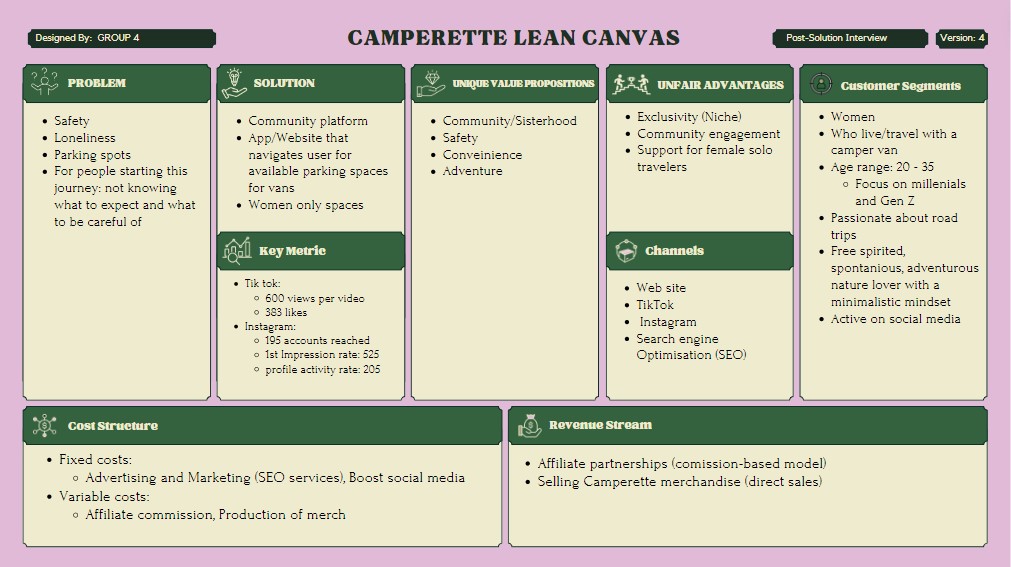 Designed By: GROUP 4
CAMPERETTE LEAN CANVAS
Post-Solution Interview
Version: 4
PROBLEM
• Safety
• Loneliness
• Parking spots
• For people starting this
journey: not knowing
what to expect and what
to be careful of
SOLUTION
• Community platform
• App/Website that
navigates user for
available parking spaces
for vans
• Women only spaces
Key Metric
• Tik tok:
◦ 600 views per video
◦ 383 likes
• Instagram:
◦ 195 accounts reached
◦ 1st Impression rate: 525
◦ profile activity rate: 205
UNIQUE VALUE PROPOSITIONS
• Community/Sisterhood
• Safety
• Conveinience
• Adventure
UNFAIR ADVANTAGES
• Exclusivity (Niche)
• Community engagement
• Support for female solo
travelers
Channels
• Web site
• TikTok
• Instagram
• Search engine
Optimisation (SEO)
Customer Segments
• Women
• Who live/travel with a
camper van
• Age range: 20 - 35
◦ Focus on millenials
and Gen Z
• Passionate about road
trips
• Free spirited,
spontanious, adventurous
nature lover with a
minimalistic mindset
• Active on social media
Cost Structure
• Fixed costs:
◦ Advertising and Marketing (SEO services), Boost social media
• Variable costs:
◦ Affiliate commission, Production of merch
Revenue Stream
• Affiliate partnerships (comission-based model)
• Selling Camperette merchandise (direct sales)